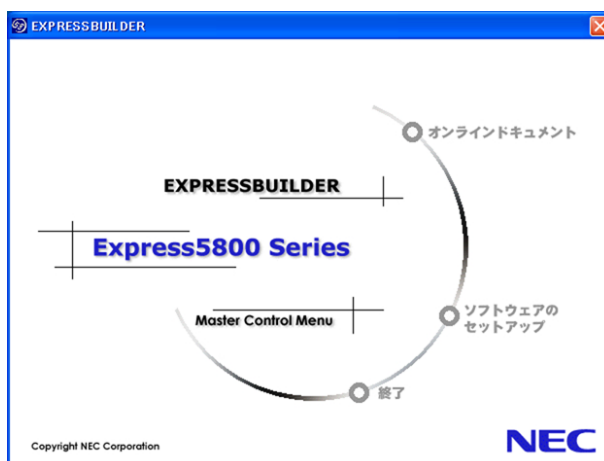 EXPRESSBUILDER
オンラインドキュメント
EXPRESSBUILDER
Express5800 Series
ソフトウェアの
セットアップ
Master Control Menu
終了
Copyright NEC Corporation
NEC